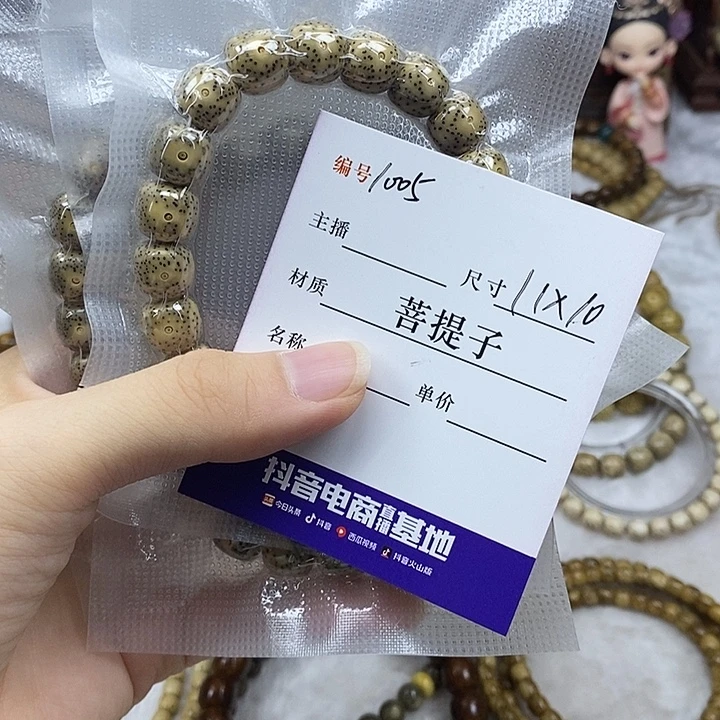 编号1005
主播
尺寸11X10
材质 菩提子
名称
单价
抖音电商直播基地
今日头条 抖音 西瓜视频 抖音火山版